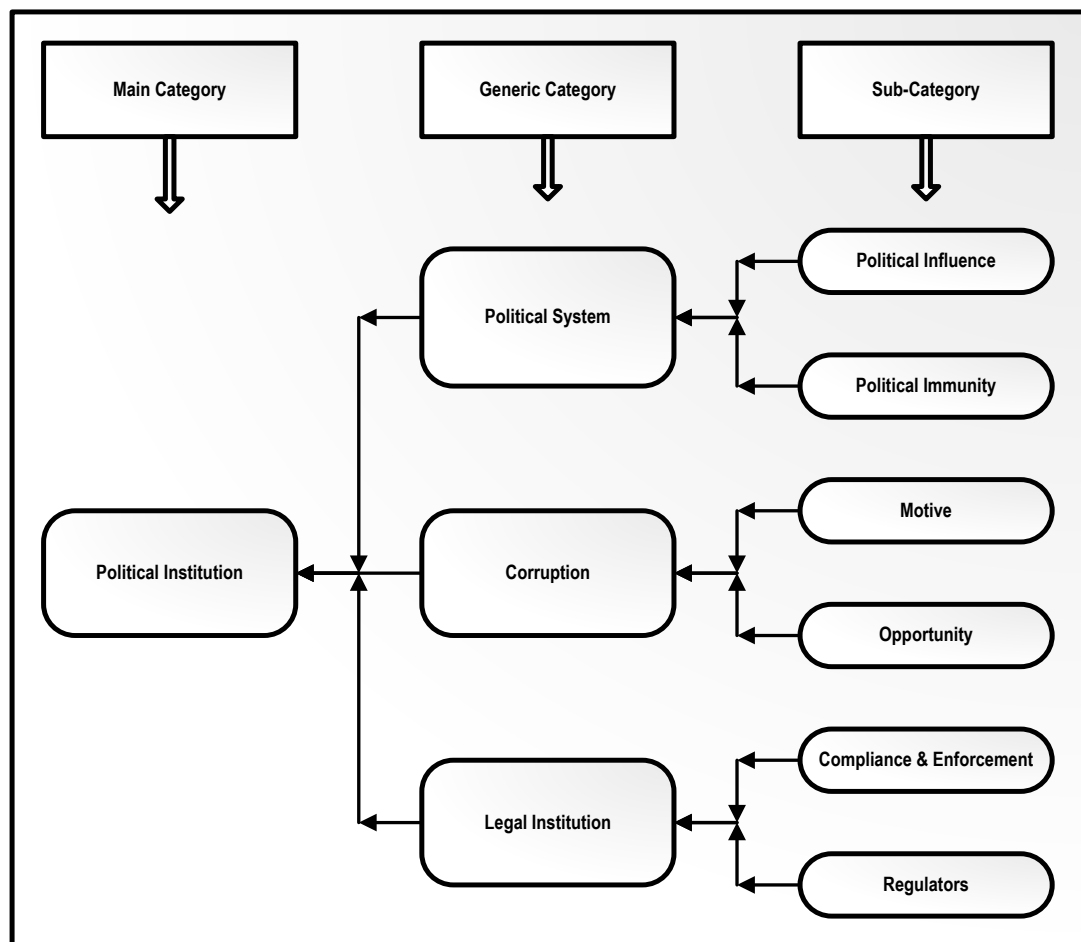 Main Category
Generic Category
Sub-Category
Political Influence
Political System
Political Immunity
Motive
Political Institution
Corruption
Opportunity
Compliance & Enforcement
Legal Institution
Regulators